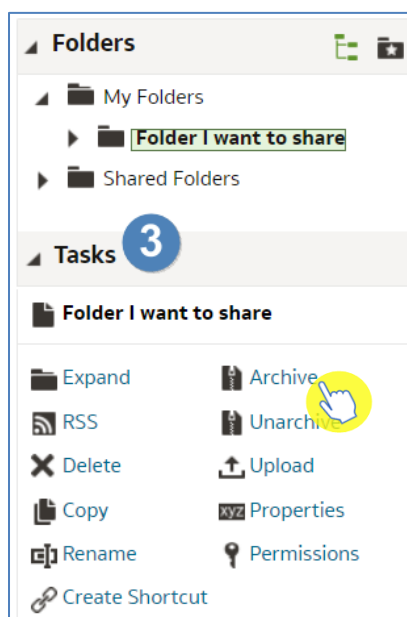 Folders
My Folders
Folder I want to share
Shared Folders
Tasks 3
Folder I want to share
Expand Archive
RSS Unarchive
Delete Upload
Copy xyz Properties
Rename Permissions
Create Shortcut